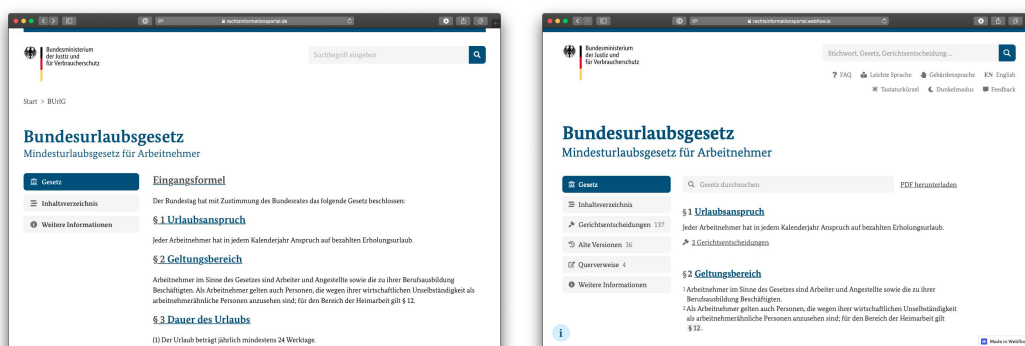 rechtsinformationsportal.de
Bundesministerium
der Justiz und
für Verbraucherschutz
Suchbegriff eingeben
Start > BUrlG
Bundesurlaubsgesetz
Mindesturlaubsgesetz für Arbeitnehmer
Gesetz
Inhaltsverzeichnis
Weitere Informationen
Eingangsformel
Der Bundestag hat mit Zustimmung des Bundesrates das folgende Gesetz beschlossen:
§ 1 Urlaubsanspruch
Jeder Arbeitnehmer hat in jedem Kalenderjahr Anspruch auf bezahlten Erholungsurlaub.
§ 2 Geltungsbereich
Arbeitnehmer im Sinne des Gesetzes sind Arbeiter und Angestellte sowie die zu ihrer Berufsausbildung
Beschäftigten. Als Arbeitnehmer gelten auch Personen, die wegen ihrer wirtschaftlichen Unselbständigkeit als
arbeitnehmerähnliche Personen anzusehen sind; für den Bereich der Heimarbeit gilt § 12.
§ 3 Dauer des Urlaubs
(1) Der Urlaub beträgt jährlich mindestens 24 Werktage.
rechtsinformationsportal.webflow.io
Bundesministerium
der Justiz und
für Verbraucherschutz
Stichwort, Gesetz, Gerichtsentscheidung ...
? FAQ Leichte Sprache Gebärdensprache EN English
⌘ Tastaturkürzel Dunkelmodus Feedback
Bundesurlaubsgesetz
Mindesturlaubsgesetz für Arbeitnehmer
Gesetz
Inhaltsverzeichnis
Gerichtsentscheidungen 137
Alte Versionen 36
Querverweise 4
Weitere Informationen
Gesetz durchsuchen
PDF herunterladen
§ 1 Urlaubsanspruch
Jeder Arbeitnehmer hat in jedem Kalenderjahr Anspruch auf bezahlten Erholungsurlaub.
2 Gerichtsentscheidungen
§ 2 Geltungsbereich
1 Arbeitnehmer im Sinne des Gesetzes sind Arbeiter und Angestellte sowie die zu ihrer
Berufsausbildung Beschäftigten.
2 Als Arbeitnehmer gelten auch Personen, die wegen ihrer wirtschaftlichen Unselbständigkeit
als arbeitnehmerähnliche Personen anzusehen sind; für den Bereich der Heimarbeit gilt
§ 12 .
i
Made in Webflow